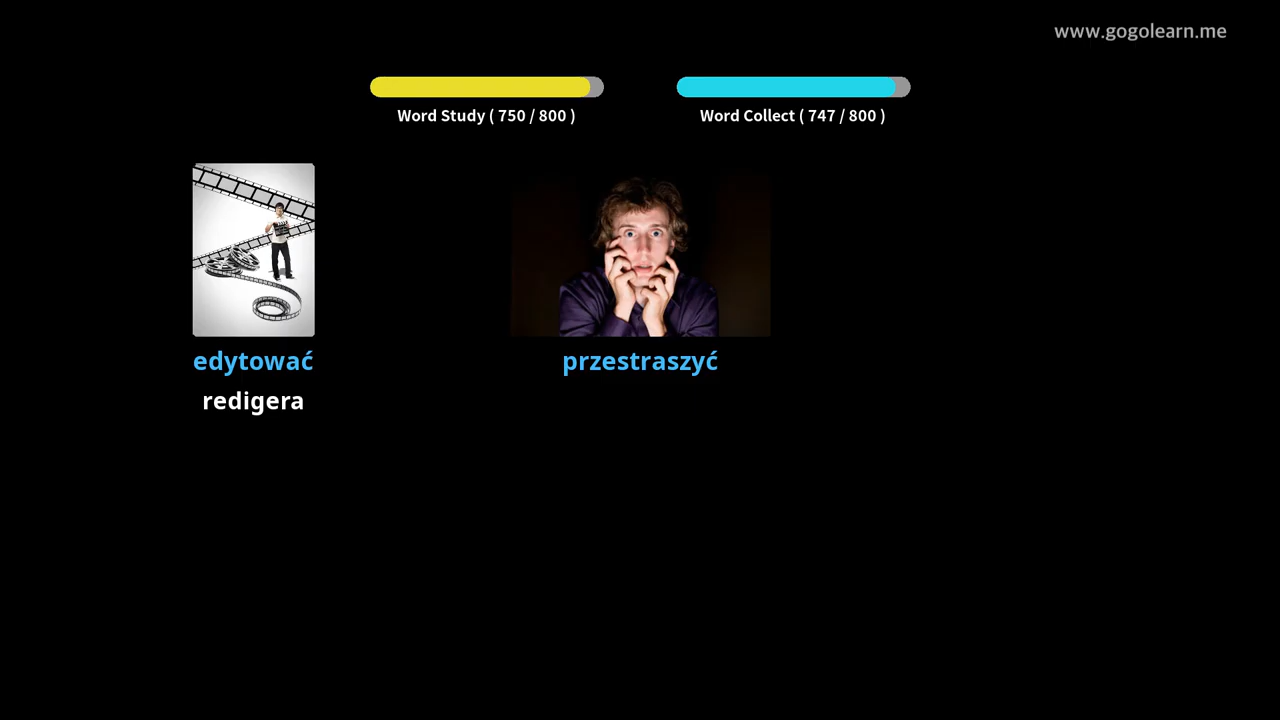 www.gogolearn.me
Word Study ( 750 / 800 )
Word Collect ( 747 / 800 )
edytować
przestraszyć
redigera